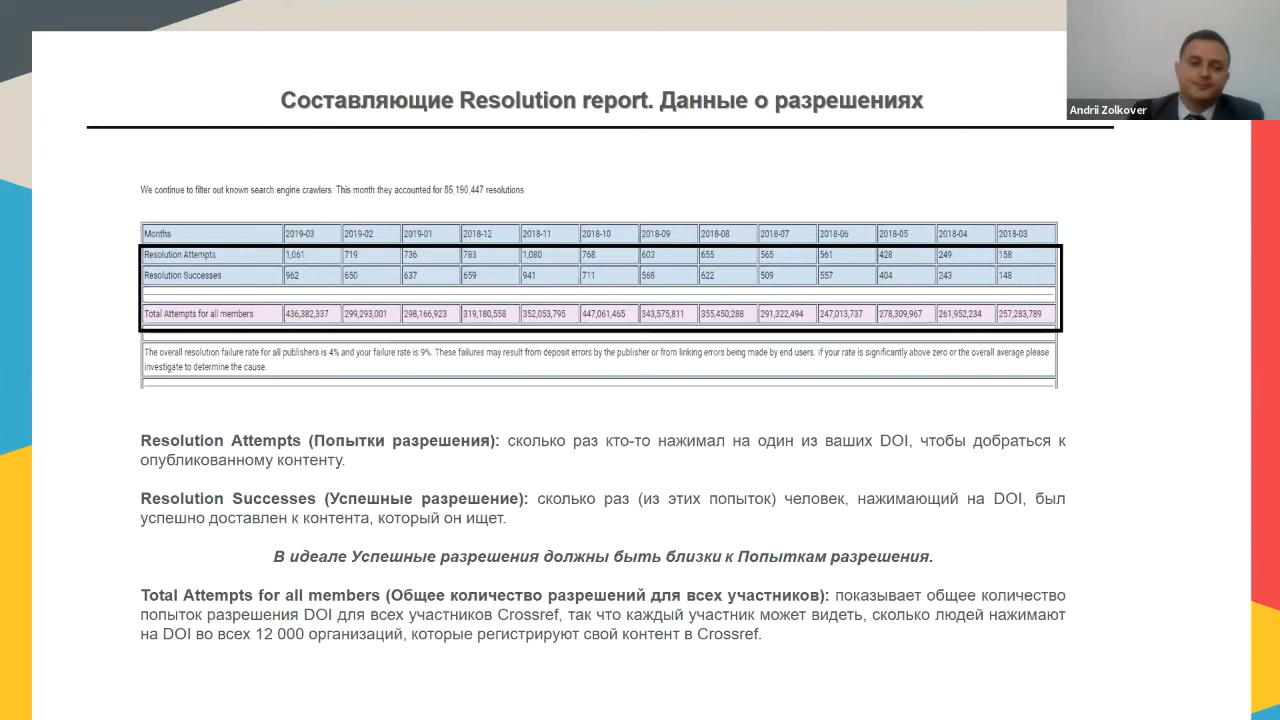 Составляющие Resolution report. Данные о разрешениях
Andrii Zolkover
We continue to filter out known search engine crawlers. This month they accounted for 85,190,447 resolutions
Months 2019-03 2019-02 2019-01 2018-12 2018-11 2018-10 2018-09 2018-08 2018-07 2018-06 2018-05 2018-04 2018-03
Resolution Attempts 1,061 719 736 783 1,080 768 603 655 565 561 428 249 158
Resolution Successes 962 650 637 659 941 711 568 622 509 557 404 243 148
Total Attempts for all members 436,382,337 299,293,001 298,166,923 319,180,558 352,053,795 447,061,465 343,575,811 355,450,288 291,322,494 247,013,737 278,309,967 261,952,234 257,283,789
The overall resolution failure rate for all publishers is 4% and your failure rate is 9%. These failures may result from deposit errors by the publisher or from linking errors being made by end users. if your rate is significantly above zero or the overall average please
investigate to determine the cause.
Resolution Attempts (Попытки разрешения): сколько раз кто-то нажимал на один из ваших DOI, чтобы добраться к
опубликованному контенту.
Resolution Successes (Успешные разрешение): сколько раз (из этих попыток) человек, нажимающий на DOI, был
успешно доставлен к контента, который он ищет.
В идеале Успешные разрешения должны быть близки к Попыткам разрешения.
Total Attempts for all members (Общее количество разрешений для всех участников): показывает общее количество
попыток разрешения DOI для всех участников Crossref, так что каждый участник может видеть, сколько людей нажимают
на DOI во всех 12 000 организаций, которые регистрируют свой контент в Crossref.